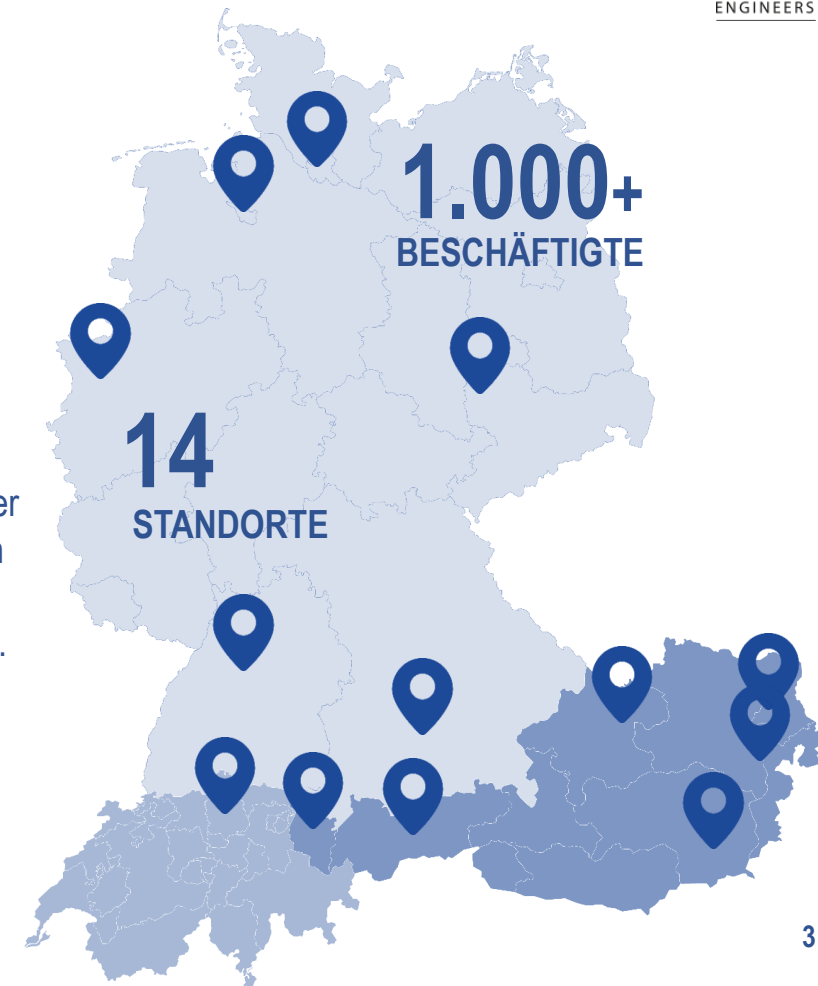 ENGINEERS
1.000+
BESCHÄFTIGTE
14
STANDORTE
.
3